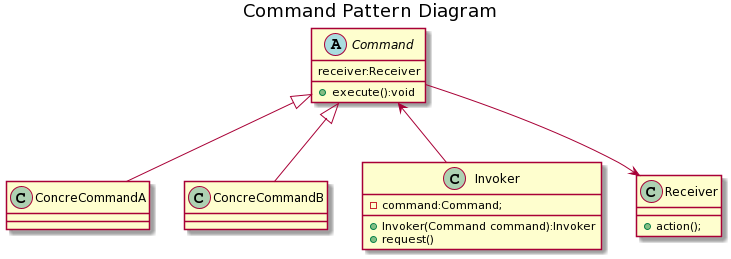 Command Pattern Diagram
A Command
receiver:Receiver
execute():void
C ConcreCommandA
C ConcreCommandB
C Invoker
command:Command;
Invoker(Command command):Invoker
request()
C Receiver
action();